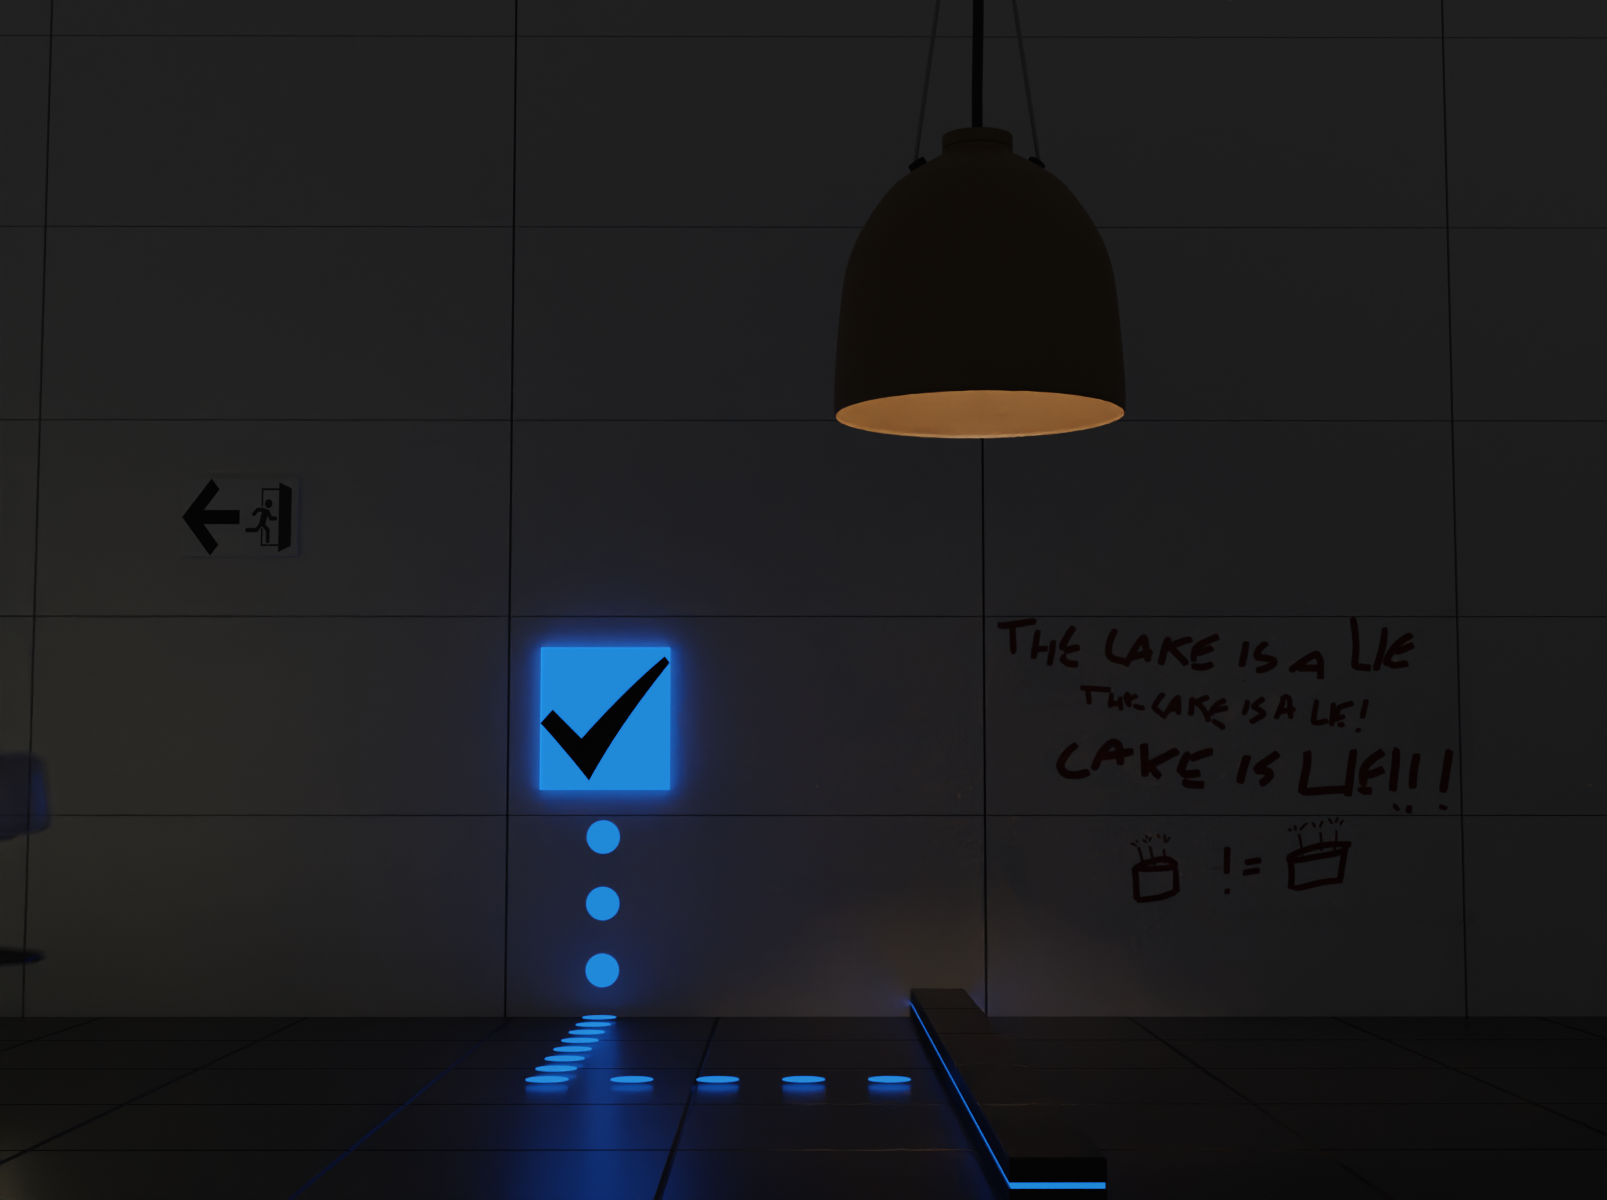 THE CAKE IS A LIE
THE CAKE IS A LIE!
CAKE IS LIE!!!
!=